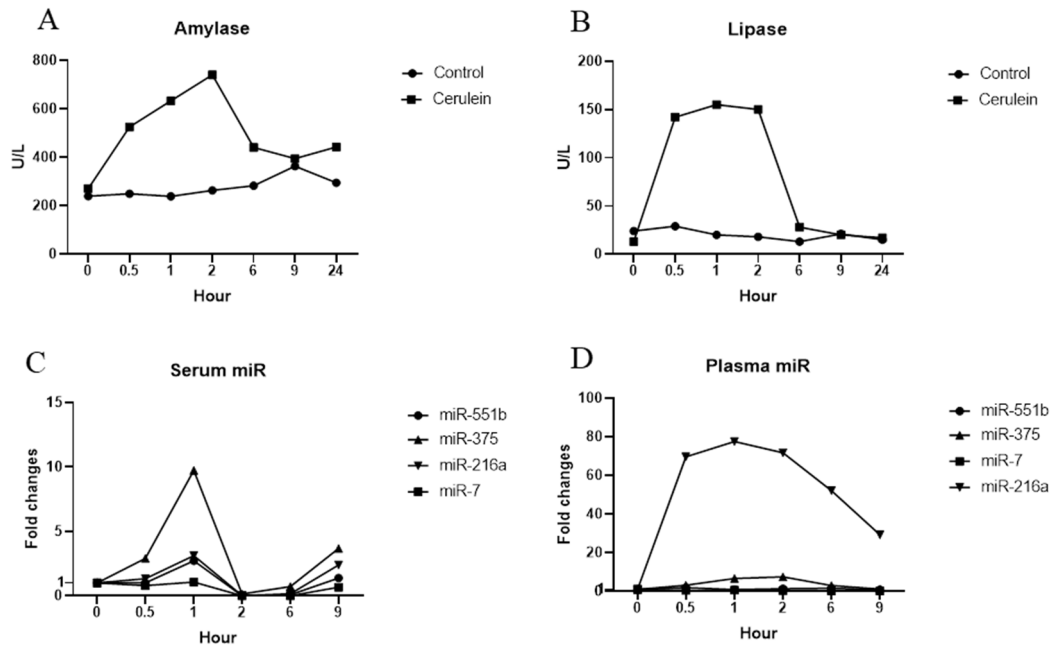 A
Amylase
800
600
400
200
0
U/L
0 0.5 1 2 6 9 24
Hour
Control
Cerulein
B
Lipase
200
150
100
50
0
U/L
0 0.5 1 2 6 9 24
Hour
Control
Cerulein
C
Serum miR
15
10
5
1
0
Fold changes
0 0.5 1 2 6 9
Hour
miR-551b
miR-375
miR-216a
miR-7
D
Plasma miR
100
80
60
40
20
0
Fold changes
0 0.5 1 2 6 9
Hour
miR-551b
miR-375
miR-7
miR-216a